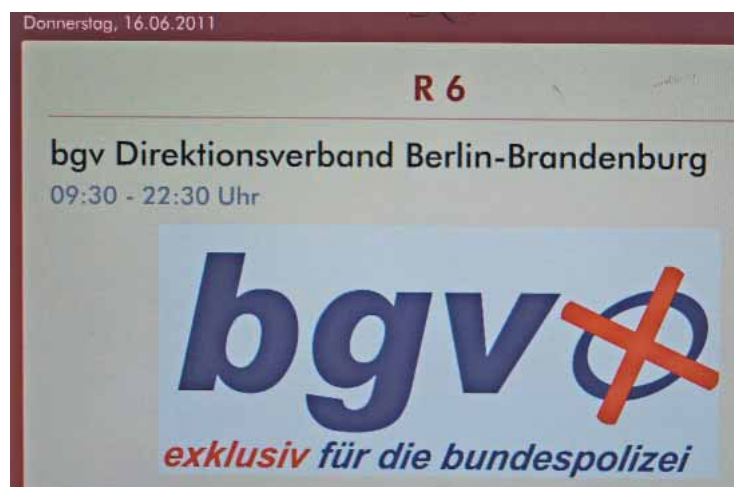 Donnerstag, 16.06.2011
R 6
bgv Direktionsverband Berlin-Brandenburg
09:30 - 22:30 Uhr
bgv
exklusiv für die bundespolizei